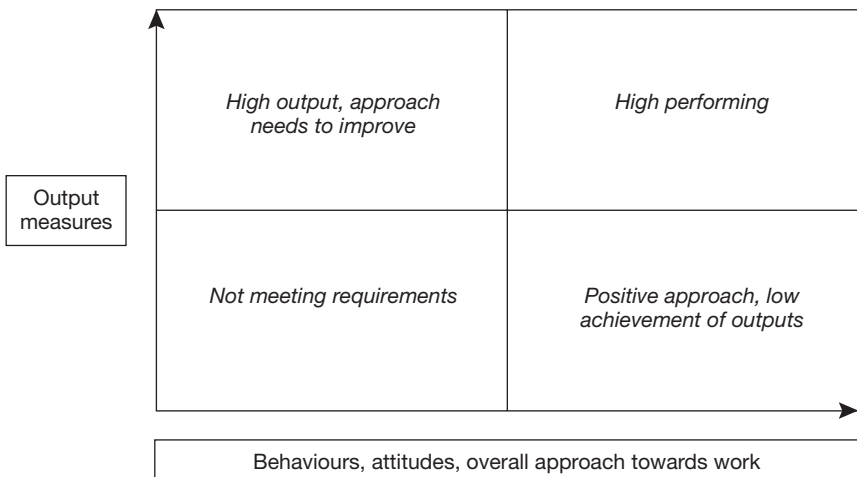 High output, approach
needs to improve
High performing
Output
measures
Not meeting requirements
Positive approach, low
achievement of outputs
Behaviours, attitudes, overall approach towards work